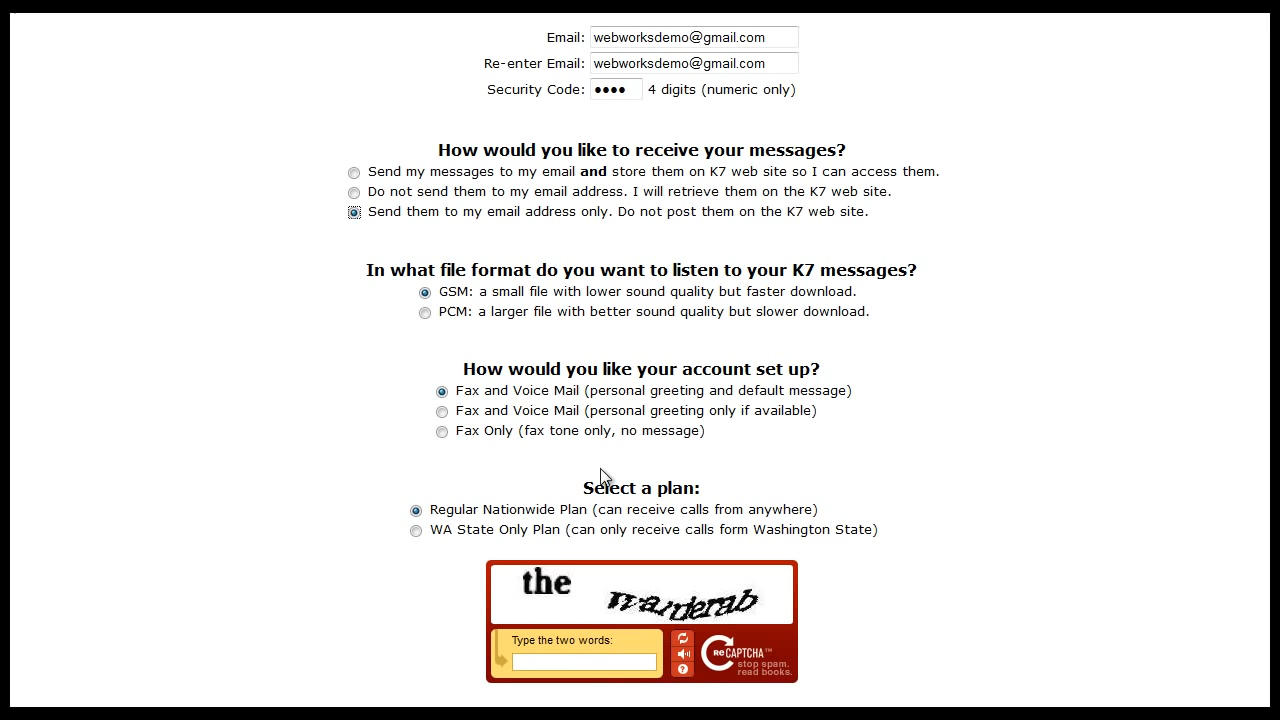 Email: webworksdemo@gmail.com
Re-enter Email: webworksdemo@gmail.com
Security Code: •••• 4 digits (numeric only)
How would you like to receive your messages?
Send my messages to my email and store them on K7 web site so I can access them.
Do not send them to my email address. I will retrieve them on the K7 web site.
Send them to my email address only. Do not post them on the K7 web site.
In what file format do you want to listen to your K7 messages?
GSM: a small file with lower sound quality but faster download.
PCM: a larger file with better sound quality but slower download.
How would you like your account set up?
Fax and Voice Mail (personal greeting and default message)
Fax and Voice Mail (personal greeting only if available)
Fax Only (fax tone only, no message)
Select a plan:
Regular Nationwide Plan (can receive calls from anywhere)
WA State Only Plan (can only receive calls form Washington State)
the
Type the two words:
reCAPTCHA™
stop spam.
read books.